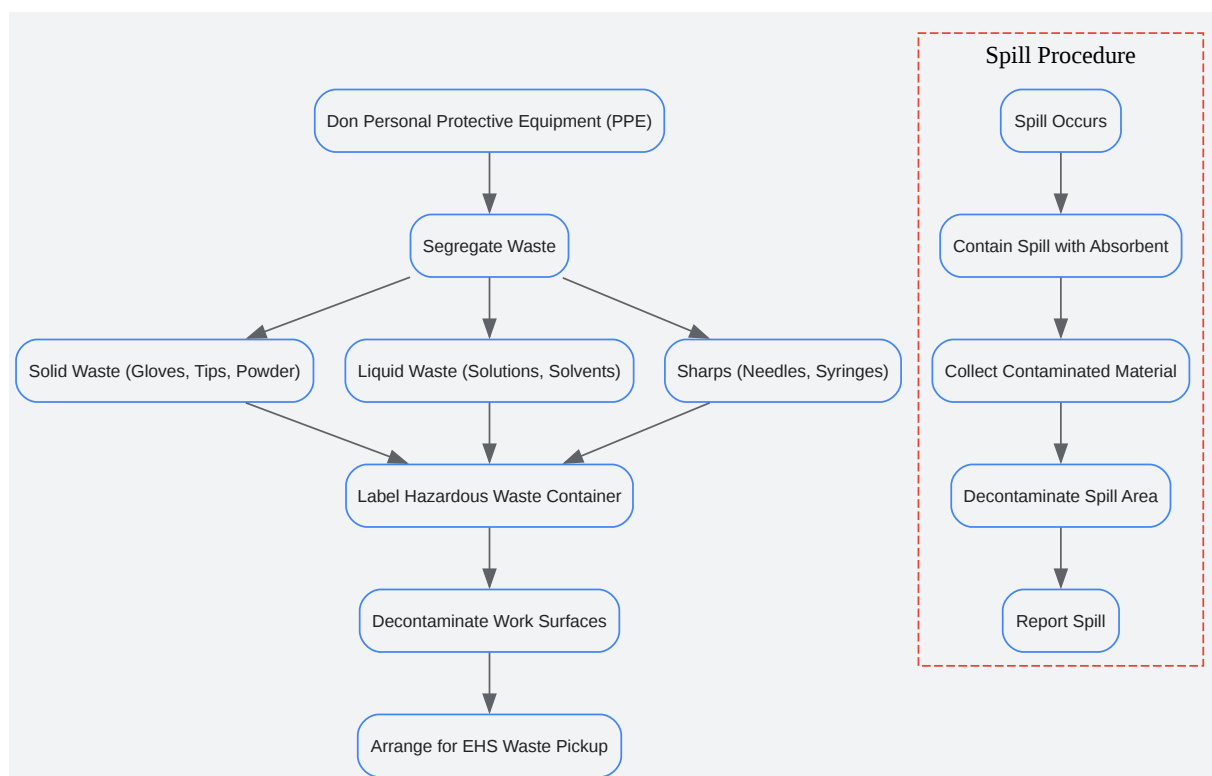 Don Personal Protective Equipment (PPE)
Segregate Waste
Solid Waste (Gloves, Tips, Powder)
Liquid Waste (Solutions, Solvents)
Sharps (Needles, Syringes)
Label Hazardous Waste Container
Decontaminate Work Surfaces
Arrange for EHS Waste Pickup
Spill Procedure
Spill Occurs
Contain Spill with Absorbent
Collect Contaminated Material
Decontaminate Spill Area
Report Spill